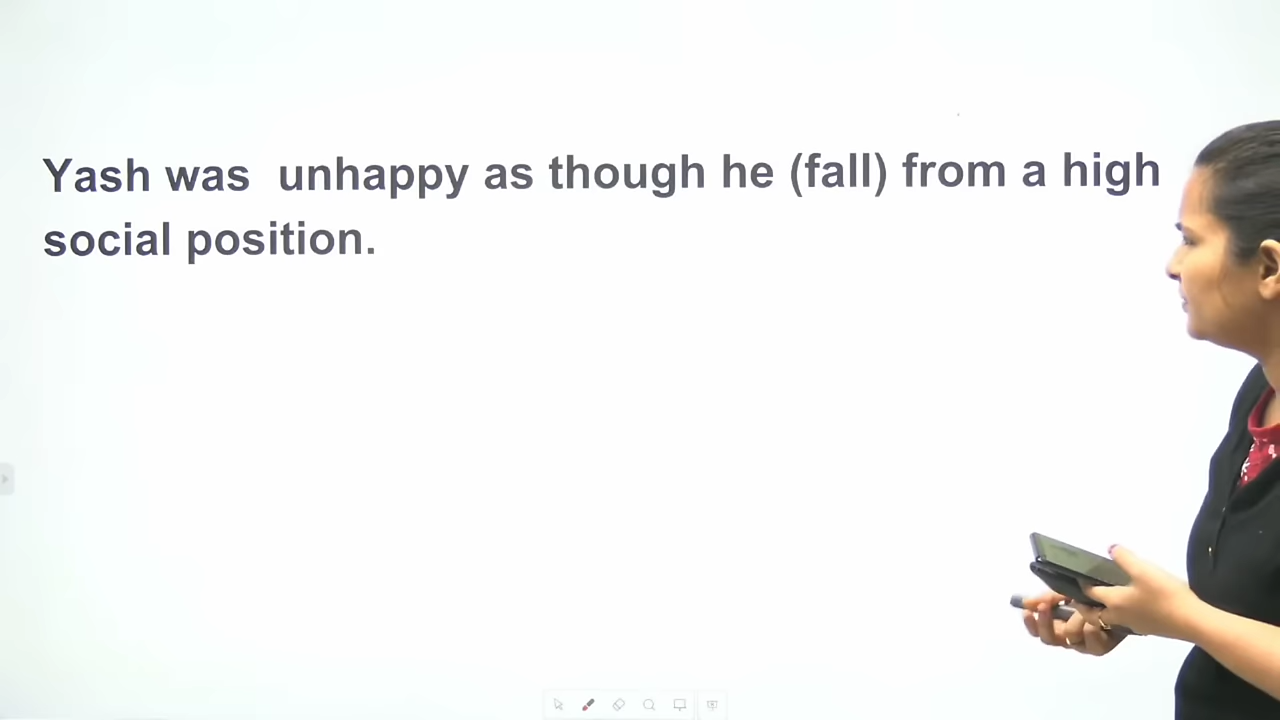 Yash was  unhappy as though he (fall) from a high
social position.